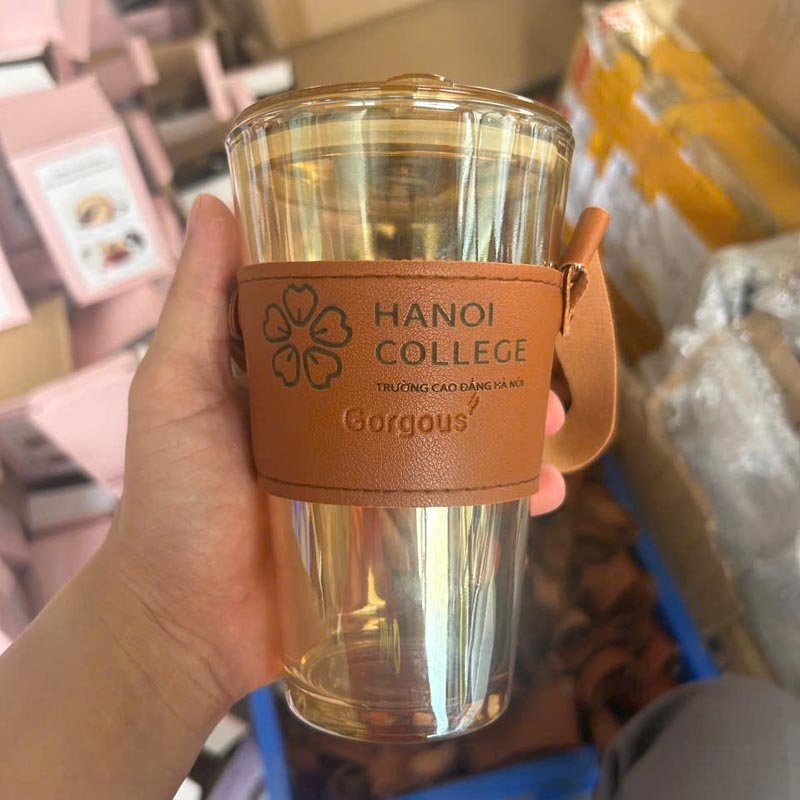 HANOI
COLLEGE
TRƯỜNG CAO ĐẲNG HÀ NỘI
Gorgous